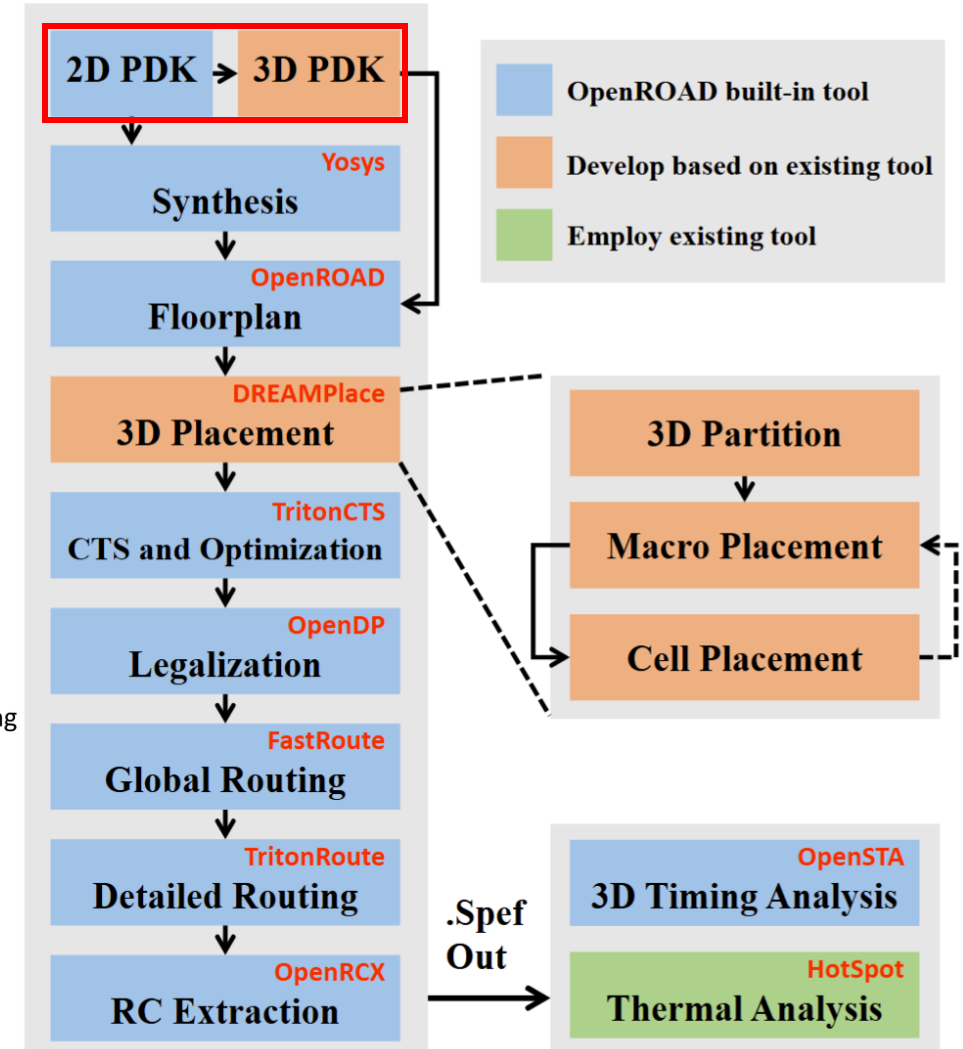 2D PDK
3D PDK
Yosys
Synthesis
OpenROAD
Floorplan
DREAMPlace
3D Placement
TritonCTS
CTS and Optimization
OpenDP
Legalization
FastRoute
Global Routing
TritonRoute
Detailed Routing
OpenRCX
RC Extraction
OpenROAD built-in tool
Develop based on existing tool
Employ existing tool
3D Partition
Macro Placement
Cell Placement
.Spef
Out
OpenSTA
3D Timing Analysis
HotSpot
Thermal Analysis